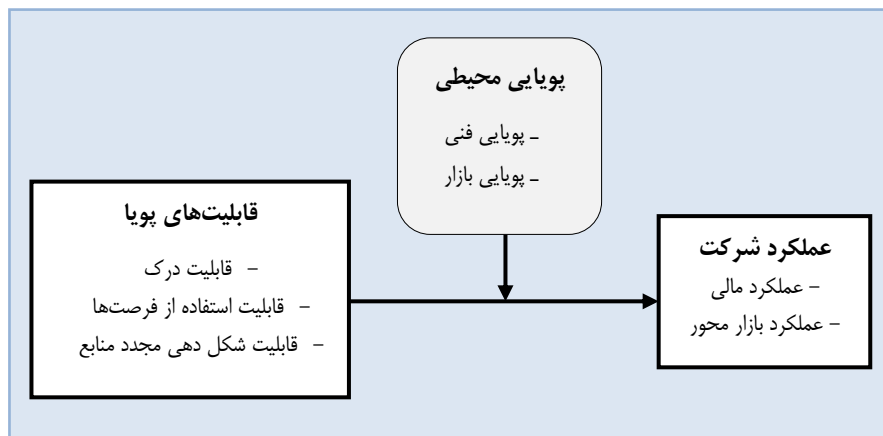 پویایی محیطی
ـ پویایی فنی
ـ پویایی بازار
قابلیت‌های پویا
– قابلیت درک
– قابلیت استفاده از فرصت‌ها
– قابلیت شکل دهی مجدد منابع
عملکرد شرکت
– عملکرد مالی
– عملکرد بازار محور